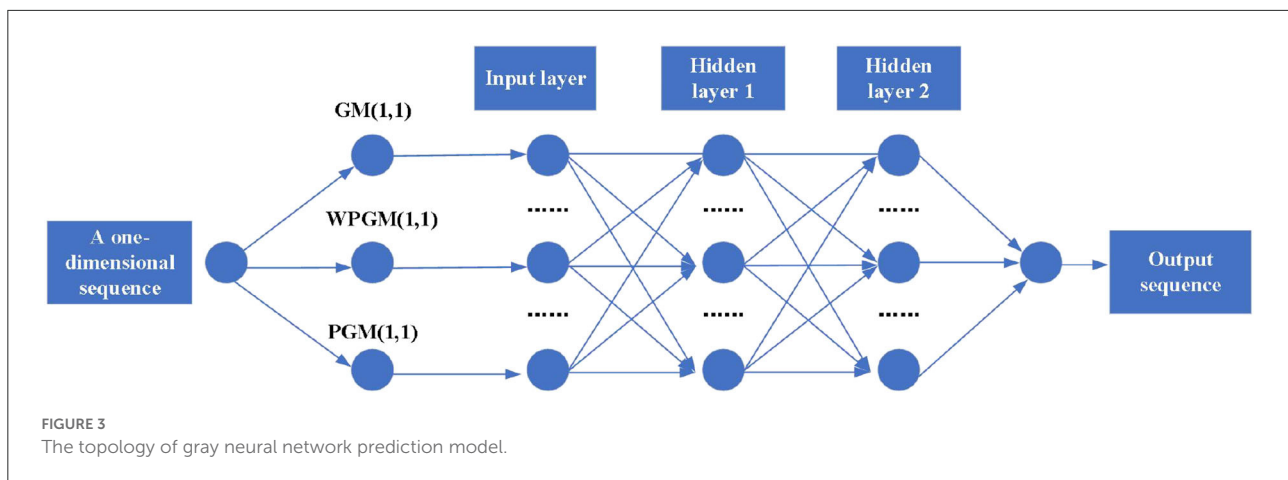 Input layer
Hidden
layer 1
Hidden
layer 2
GM(1,1)
......
......
......
WPGM(1,1)
A one-
dimensional
sequence
Output
sequence
......
......
......
PGM(1,1)
FIGURE 3
The topology of gray neural network prediction model.